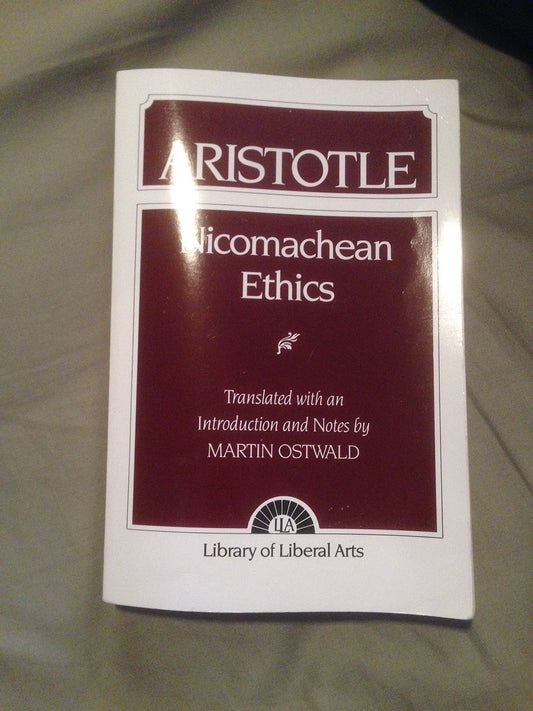 ARISTOTLE
Nicomachean
Ethics
Translated with an
Introduction and Notes by
MARTIN OSTWALD
LLA
Library of Liberal Arts